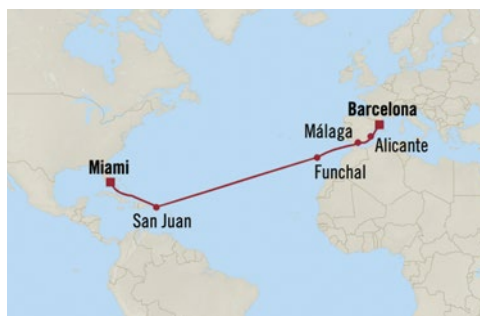 Barcelona
Málaga
Alicante
Miami
Funchal
San Juan